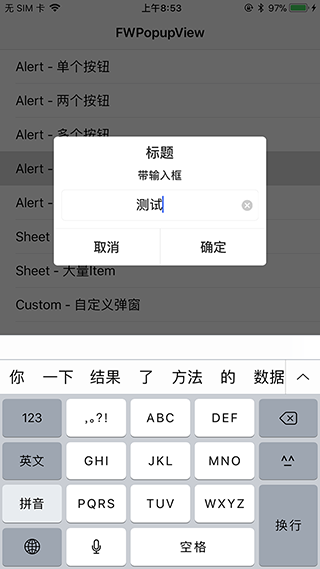 无 SIM 卡 上午8:53 97%
FWPopupView
Alert - 单个按钮
Alert - 两个按钮
Alert - 多个按钮
标题
Alert -
带输入框
Alert -
测试
Sheet
取消 确定
Sheet - 大量Item
Custom - 自定义弹窗
你 一下 结果 了 方法 的 数据
123 ,。?! ABC DEF
英文 GHI JKL MNO ^^
拼音 PQRS TUV WXYZ 换行
空格